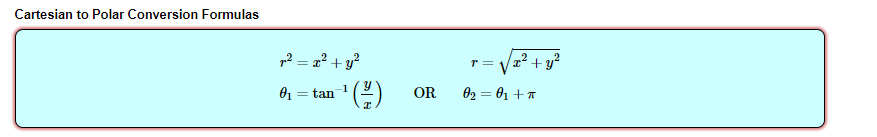 Cartesian to Polar Conversion Formulas
r² = x² + y² r = √(x² + y²)
θ₁ = tan⁻¹(y/x) OR θ₂ = θ₁ + π